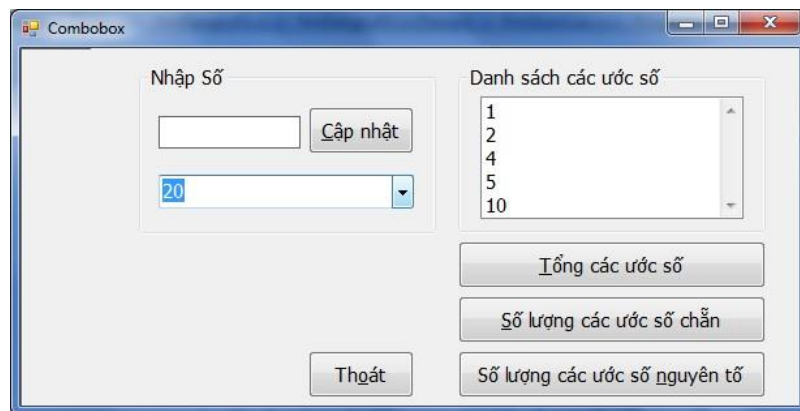 Combobox
Nhập Số
Cập nhật
20
Danh sách các ước số
1
2
4
5
10
Tổng các ước số
Số lượng các ước số chẵn
Thoát
Số lượng các ước số nguyên tố